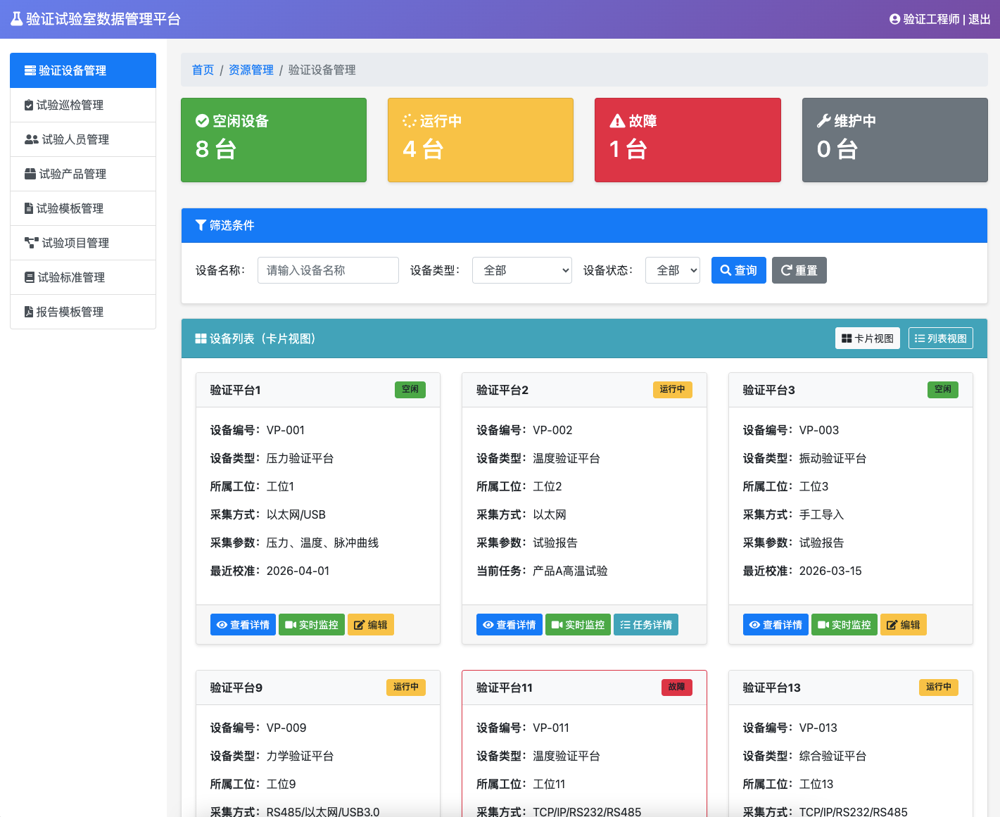 验证试验室数据管理平台
验证工程师 | 退出
验证设备管理
试验巡检管理
试验人员管理
试验产品管理
试验模板管理
试验项目管理
试验标准管理
报告模板管理
首页 / 资源管理 / 验证设备管理
空闲设备
8 台
运行中
4 台
故障
1 台
维护中
0 台
筛选条件
设备名称： 请输入设备名称 设备类型： 全部 设备状态： 全部 查询 重置
设备列表（卡片视图） 卡片视图 列表视图
验证平台1 空闲
设备编号：VP-001
设备类型：压力验证平台
所属工位：工位1
采集方式：以太网/USB
采集参数：压力、温度、脉冲曲线
最近校准：2026-04-01
查看详情 实时监控 编辑
验证平台2 运行中
设备编号：VP-002
设备类型：温度验证平台
所属工位：工位2
采集方式：以太网
采集参数：试验报告
当前任务：产品A高温试验
查看详情 实时监控 任务详情
验证平台3 空闲
设备编号：VP-003
设备类型：振动验证平台
所属工位：工位3
采集方式：手工导入
采集参数：试验报告
最近校准：2026-03-15
查看详情 实时监控 编辑
验证平台9 运行中
设备编号：VP-009
设备类型：力学验证平台
所属工位：工位9
采集方式：RS485/以太网/USB3.0
验证平台11 故障
设备编号：VP-011
设备类型：温度验证平台
所属工位：工位11
采集方式：TCP/IP/RS232/RS485
验证平台13 运行中
设备编号：VP-013
设备类型：综合验证平台
所属工位：工位13
采集方式：TCP/IP/RS232/RS485